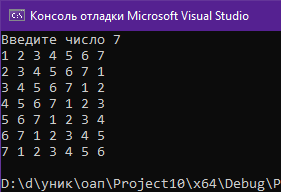 Консоль отладки Microsoft Visual Studio
Введите число 7
1 2 3 4 5 6 7
2 3 4 5 6 7 1
3 4 5 6 7 1 2
4 5 6 7 1 2 3
5 6 7 1 2 3 4
6 7 1 2 3 4 5
7 1 2 3 4 5 6
D:\d\уник\оап\Project10\x64\Debug\P